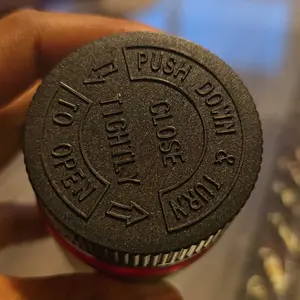 PUSH DOWN & TURN
TO OPEN
CLOSE
TIGHTLY